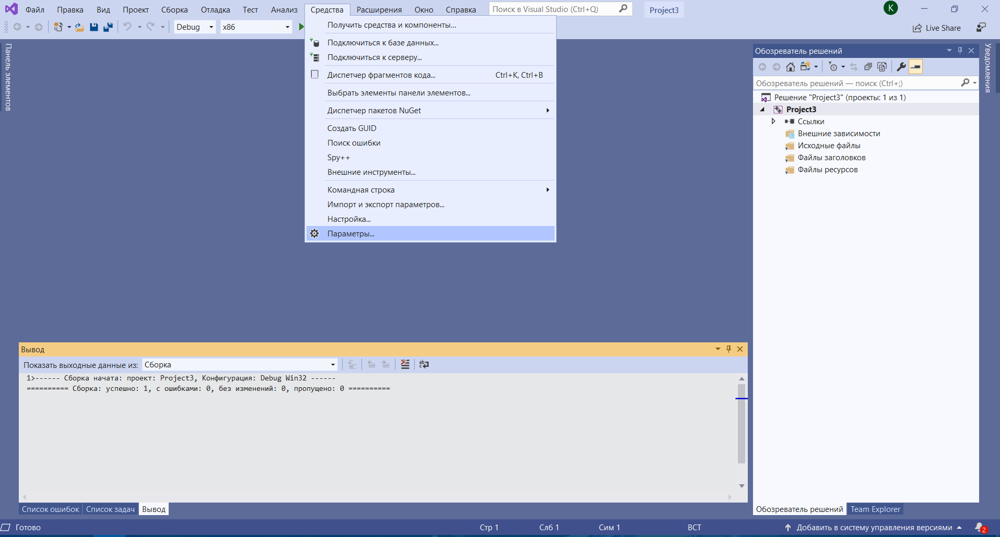 Файл Правка Вид Проект Сборка Отладка Тест Анализ Средства Расширения Окно Справка Поиск в Visual Studio (Ctrl+Q) Project3 K
Debug x86 Live Share
Получить средства и компоненты...
Подключиться к базе данных...
Подключиться к серверу...
Диспетчер фрагментов кода... Ctrl+K, Ctrl+B
Выбрать элементы панели элементов...
Диспетчер пакетов NuGet
Создать GUID
Поиск ошибки
Spy++
Внешние инструменты...
Командная строка
Импорт и экспорт параметров...
Настройка...
Параметры...
Панель элементов
Обозреватель решений
Обозреватель решений — поиск (Ctrl+;)
Решение "Project3" (проекты: 1 из 1)
Project3
Ссылки
Внешние зависимости
Исходные файлы
Файлы заголовков
Файлы ресурсов
Уведомления
Вывод
Показать выходные данные из: Сборка
1>------ Сборка начата: проект: Project3, Конфигурация: Debug Win32 ------
========== Сборка: успешно: 1, с ошибками: 0, без изменений: 0, пропущено: 0 ==========
Список ошибок Список задач Вывод
Обозреватель решений Team Explorer
Готово Стр 1 Слб 1 Сим 1 ВСТ Добавить в систему управления версиями 2